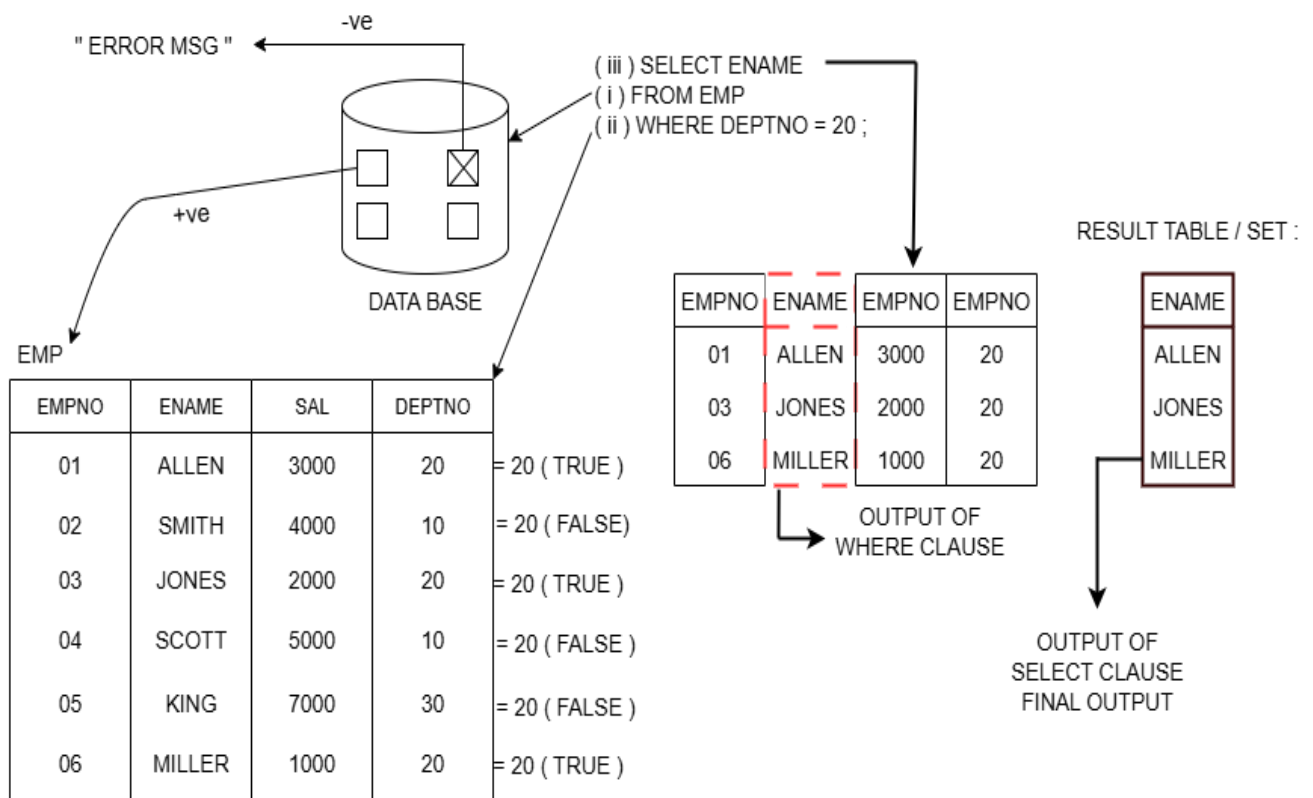 -ve
" ERROR MSG "
( iii ) SELECT ENAME
( i ) FROM EMP
( ii ) WHERE DEPTNO = 20 ;
+ve
DATA BASE
EMP
EMPNO ENAME SAL DEPTNO
01 ALLEN 3000 20 = 20 ( TRUE )
02 SMITH 4000 10 = 20 ( FALSE)
03 JONES 2000 20 = 20 ( TRUE )
04 SCOTT 5000 10 = 20 ( FALSE )
05 KING 7000 30 = 20 ( FALSE )
06 MILLER 1000 20 = 20 ( TRUE )
EMPNO ENAME EMPNO EMPNO
01 ALLEN 3000 20
03 JONES 2000 20
06 MILLER 1000 20
OUTPUT OF
WHERE CLAUSE
RESULT TABLE / SET :
ENAME
ALLEN
JONES
MILLER
OUTPUT OF
SELECT CLAUSE
FINAL OUTPUT